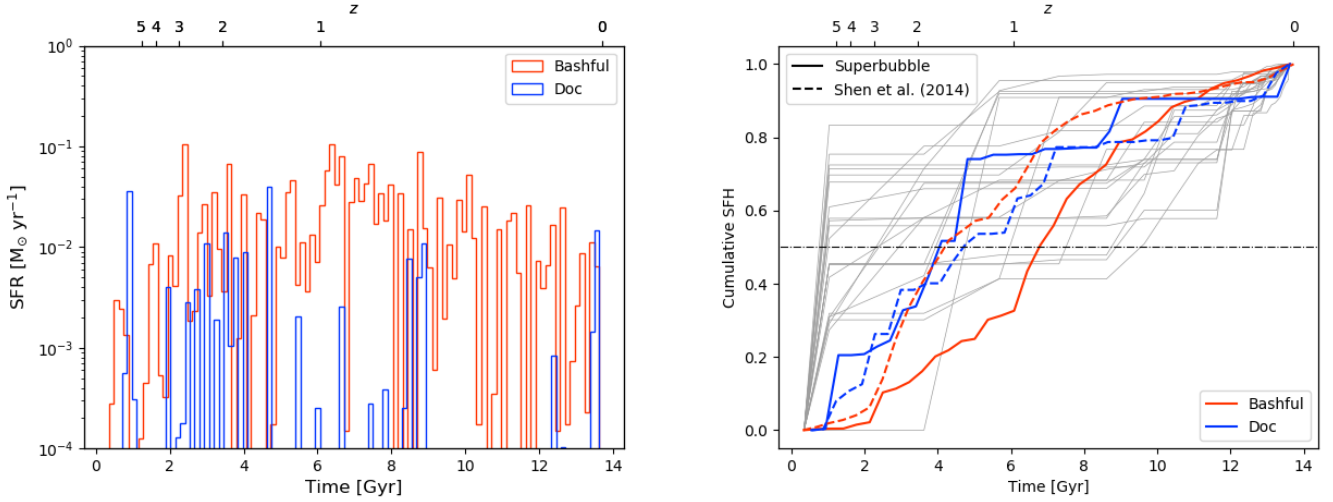 z
5 4 3 2 1 0
10⁰
10⁻¹
10⁻²
10⁻³
10⁻⁴
SFR [M⊙ yr⁻¹]
Bashful
Doc
0 2 4 6 8 10 12 14
Time [Gyr]
z
5 4 3 2 1 0
1.0
0.8
0.6
0.4
0.2
0.0
Cumulative SFH
Superbubble
Shen et al. (2014)
Bashful
Doc
0 2 4 6 8 10 12 14
Time [Gyr]